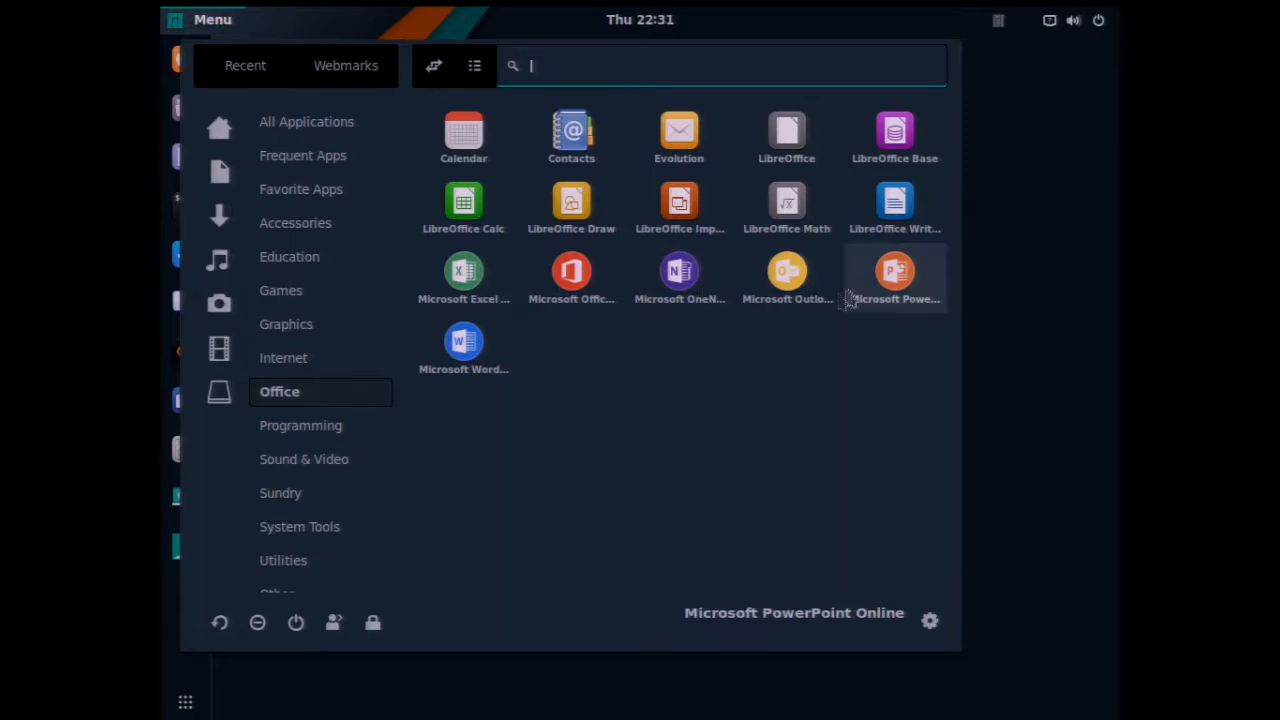 Menu
Thu 22:31
Recent
Webmarks
All Applications
Frequent Apps
Favorite Apps
Accessories
Education
Games
Graphics
Internet
Office
Programming
Sound & Video
Sundry
System Tools
Utilities
Calendar
Contacts
Evolution
LibreOffice
LibreOffice Base
LibreOffice Calc
LibreOffice Draw
LibreOffice Imp...
LibreOffice Math
LibreOffice Writ...
Microsoft Excel ...
Microsoft Offic...
Microsoft OneN...
Microsoft Outlo...
Microsoft Powe...
Microsoft Word...
Microsoft PowerPoint Online